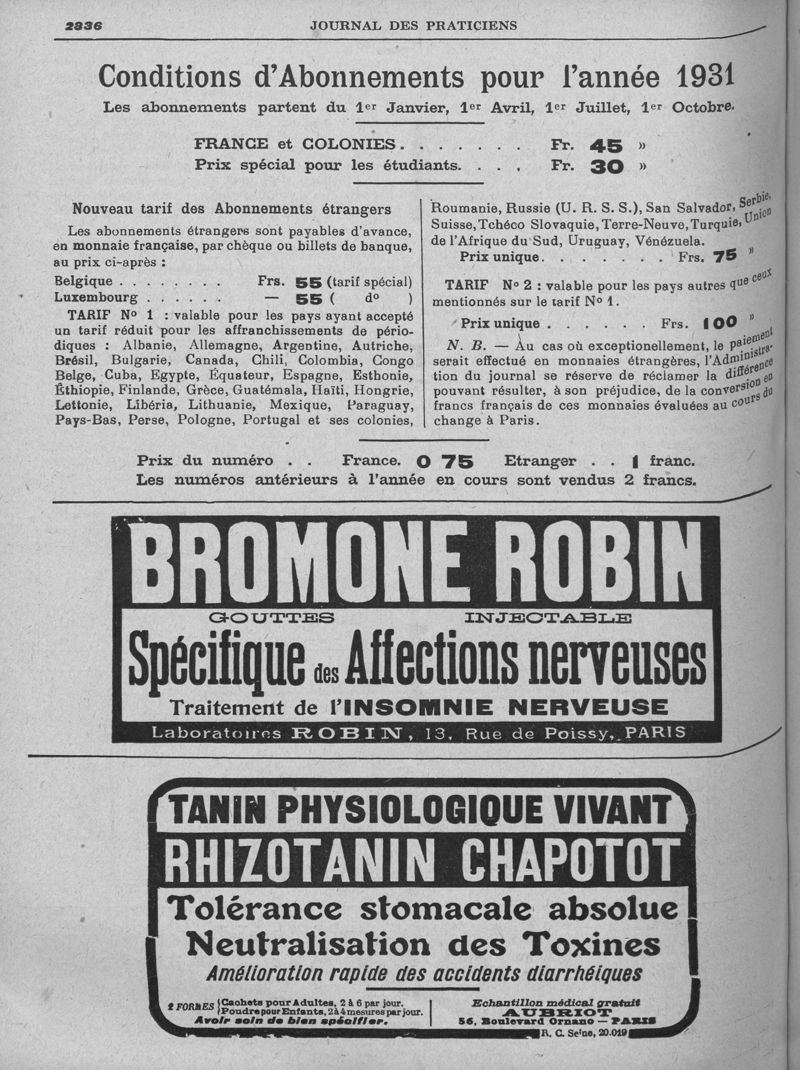 2336
JOURNAL DES PRATICIENS
Conditions d'Abonnements pour l'année 1931
Les abonnements partent du 1er Janvier, 1er Avril, 1er Juillet, 1er Octobre.
FRANCE et COLONIES. . . . . . . Fr. 45 »
Prix spécial pour les étudiants. . . . Fr. 30 »
Nouveau tarif des Abonnements étrangers
Les abonnements étrangers sont payables d'avance,
en monnaie française, par chèque ou billets de banque,
au prix ci-après :
Belgique . . . . . . . . Frs. 55 (tarif spécial)
Luxembourg . . . . . . — 55 ( do )
TARIF No 1 : valable pour les pays ayant accepté
un tarif réduit pour les affranchissements de pério-
diques : Albanie, Allemagne, Argentine, Autriche,
Brésil, Bulgarie, Canada, Chili, Colombia, Congo
Belge, Cuba, Egypte, Équateur, Espagne, Esthonie,
Éthiopie, Finlande, Grèce, Guatémala, Haïti, Hongrie,
Lettonie, Libéria, Lithuanie, Mexique, Paraguay,
Pays-Bas, Perse, Pologne, Portugal et ses colonies,
Roumanie, Russie (U. R. S. S.), San Salvador, Serbie,
Suisse, Tchéco Slovaquie, Terre-Neuve, Turquie, Union
de l'Afrique du Sud, Uruguay, Vénézuela.
Prix unique. . . . . . . . Frs. 75 »
TARIF No 2 : valable pour les pays autres que ceux
mentionnés sur le tarif No 1.
Prix unique . . . . . . Frs. 100 »
N. B. — Au cas où exceptionellement, le paiement
serait effectué en monnaies étrangères, l'Administra-
tion du journal se réserve de réclamer la différence
pouvant résulter, à son préjudice, de la conversion en
francs français de ces monnaies évaluées au cours du
change à Paris.
Prix du numéro . . France. 0 75 Etranger . . 1 franc.
Les numéros antérieurs à l'année en cours sont vendus 2 francs.
BROMONE ROBIN
GOUTTES INJECTABLE
Spécifique des Affections nerveuses
Traitement de l'INSOMNIE NERVEUSE
Laboratoires ROBIN, 13, Rue de Poissy, PARIS
TANIN PHYSIOLOGIQUE VIVANT
RHIZOTANIN CHAPOTOT
Tolérance stomacale absolue
Neutralisation des Toxines
Amélioration rapide des accidents diarrhéiques
2 FORMES
Cachets pour Adultes, 2 à 6 par jour.
Poudre pour Enfants, 2 à 4 mesures par jour.
Avoir soin de bien spécifier.
Echantillon médical gratuit
AUBRIOT
56, Boulevard Ornano — PARIS
R. C. Seine, 20.019